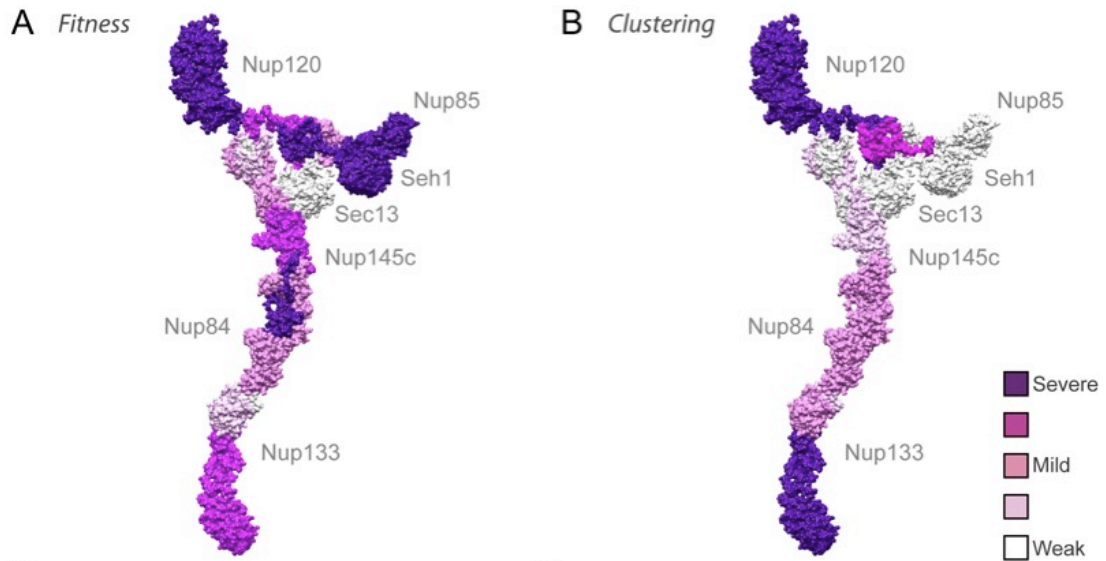 A Fitness
Nup120
Nup85
Seh1
Sec13
Nup145c
Nup84
Nup133
B Clustering
Nup120
Nup85
Seh1
Sec13
Nup145c
Nup84
Nup133
Severe
Mild
Weak